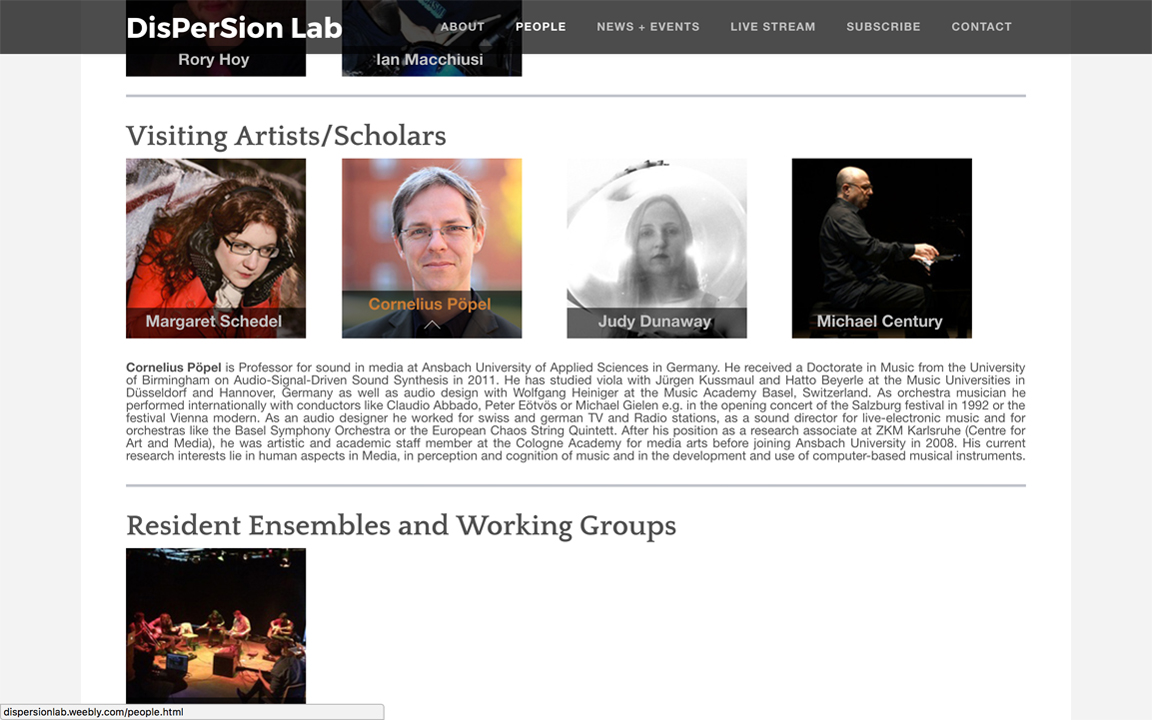 DisPerSion Lab
ABOUT
PEOPLE
NEWS + EVENTS
LIVE STREAM
SUBSCRIBE
CONTACT
Rory Hoy
Ian Macchiusi
Visiting Artists/Scholars
Margaret Schedel
Cornelius Pöpel
Judy Dunaway
Michael Century
Cornelius Pöpel is Professor for sound in media at Ansbach University of Applied Sciences in Germany. He received a Doctorate in Music from the University
of Birmingham on Audio-Signal-Driven Sound Synthesis in 2011. He has studied viola with Jürgen Kussmaul and Hatto Beyerle at the Music Universities in
Düsseldorf and Hannover, Germany as well as audio design with Wolfgang Heiniger at the Music Academy Basel, Switzerland. As orchestra musician he
performed internationally with conductors like Claudio Abbado, Peter Eötvös or Michael Gielen e.g. in the opening concert of the Salzburg festival in 1992 or the
festival Vienna modern. As an audio designer he worked for swiss and german TV and Radio stations, as a sound director for live-electronic music and for
orchestras like the Basel Symphony Orchestra or the European Chaos String Quintett. After his position as a research associate at ZKM Karlsruhe (Centre for
Art and Media), he was artistic and academic staff member at the Cologne Academy for media arts before joining Ansbach University in 2008. His current
research interests lie in human aspects in Media, in perception and cognition of music and in the development and use of computer-based musical instruments.
Resident Ensembles and Working Groups
dispersionlab.weebly.com/people.html